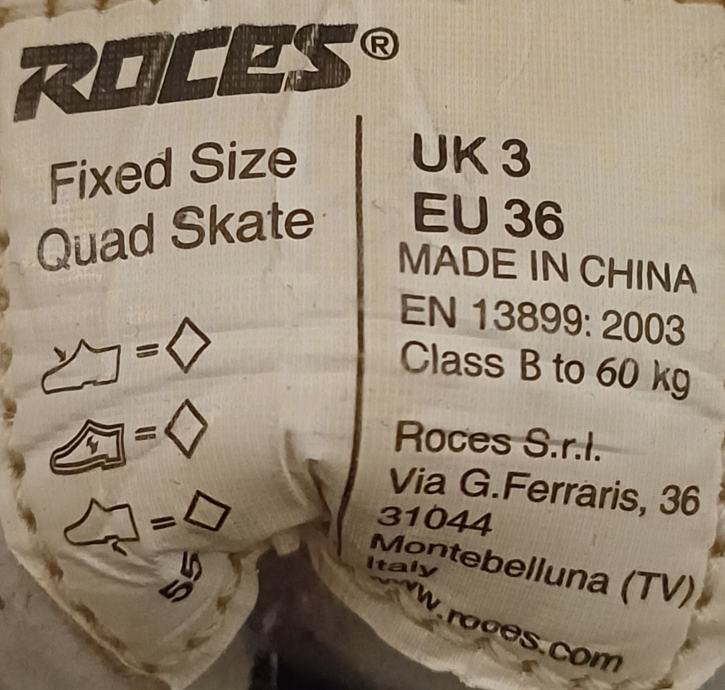 ROCES®
Fixed Size
Quad Skate
=
=
=
55
UK 3
EU 36
MADE IN CHINA
EN 13899: 2003
Class B to 60 kg
Roces S.r.l.
Via G.Ferraris, 36
31044
Montebelluna (TV)
Italy
www.roces.com